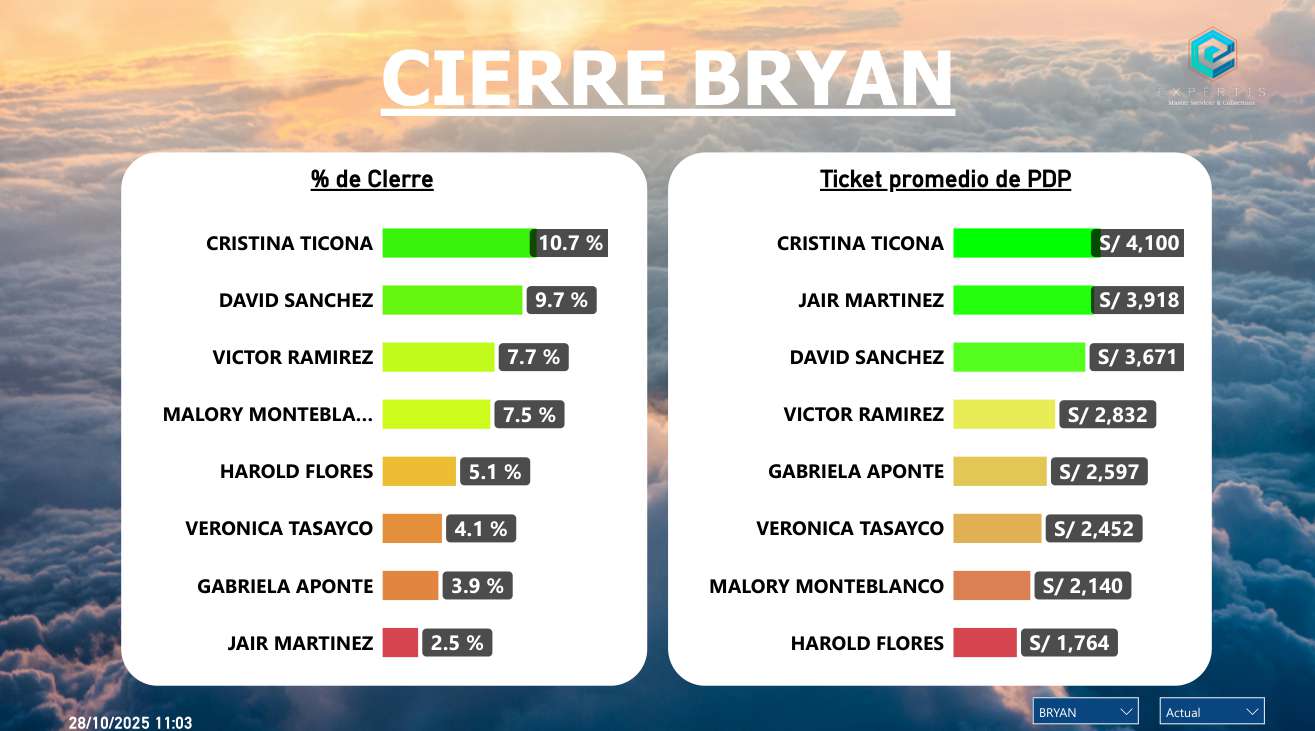 CIERRE BRYAN
EXPERTIS
Master Servicer & Collections
% de Cierre
CRISTINA TICONA 10.7 %
DAVID SANCHEZ 9.7 %
VICTOR RAMIREZ 7.7 %
MALORY MONTEBLA... 7.5 %
HAROLD FLORES 5.1 %
VERONICA TASAYCO 4.1 %
GABRIELA APONTE 3.9 %
JAIR MARTINEZ 2.5 %
Ticket promedio de PDP
CRISTINA TICONA S/ 4,100
JAIR MARTINEZ S/ 3,918
DAVID SANCHEZ S/ 3,671
VICTOR RAMIREZ S/ 2,832
GABRIELA APONTE S/ 2,597
VERONICA TASAYCO S/ 2,452
MALORY MONTEBLANCO S/ 2,140
HAROLD FLORES S/ 1,764
28/10/2025 11:03
BRYAN
Actual